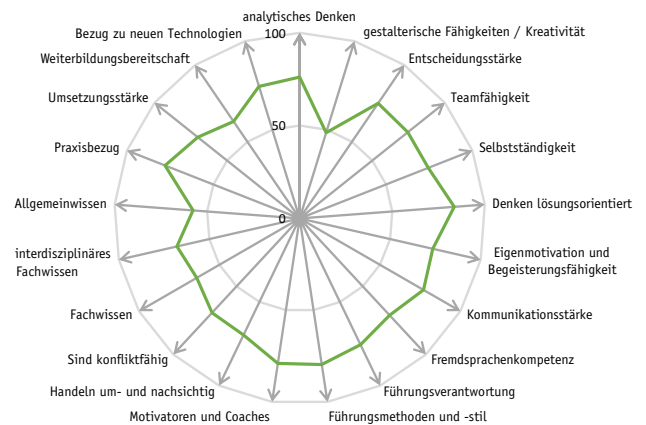 analytisches Denken
100
gestalterische Fähigkeiten / Kreativität
Bezug zu neuen Technologien
Weiterbildungsbereitschaft
Entscheidungsstärke
Umsetzungsstärke
Teamfähigkeit
50
Praxisbezug
Selbstständigkeit
Allgemeinwissen
Denken lösungsorientiert
0
interdisziplinäres
Fachwissen
Eigenmotivation und
Begeisterungsfähigkeit
Fachwissen
Kommunikationsstärke
Sind konfliktfähig
Fremdsprachenkompetenz
Handeln um- und nachsichtig
Führungsverantwortung
Motivatoren und Coaches
Führungsmethoden und -stil